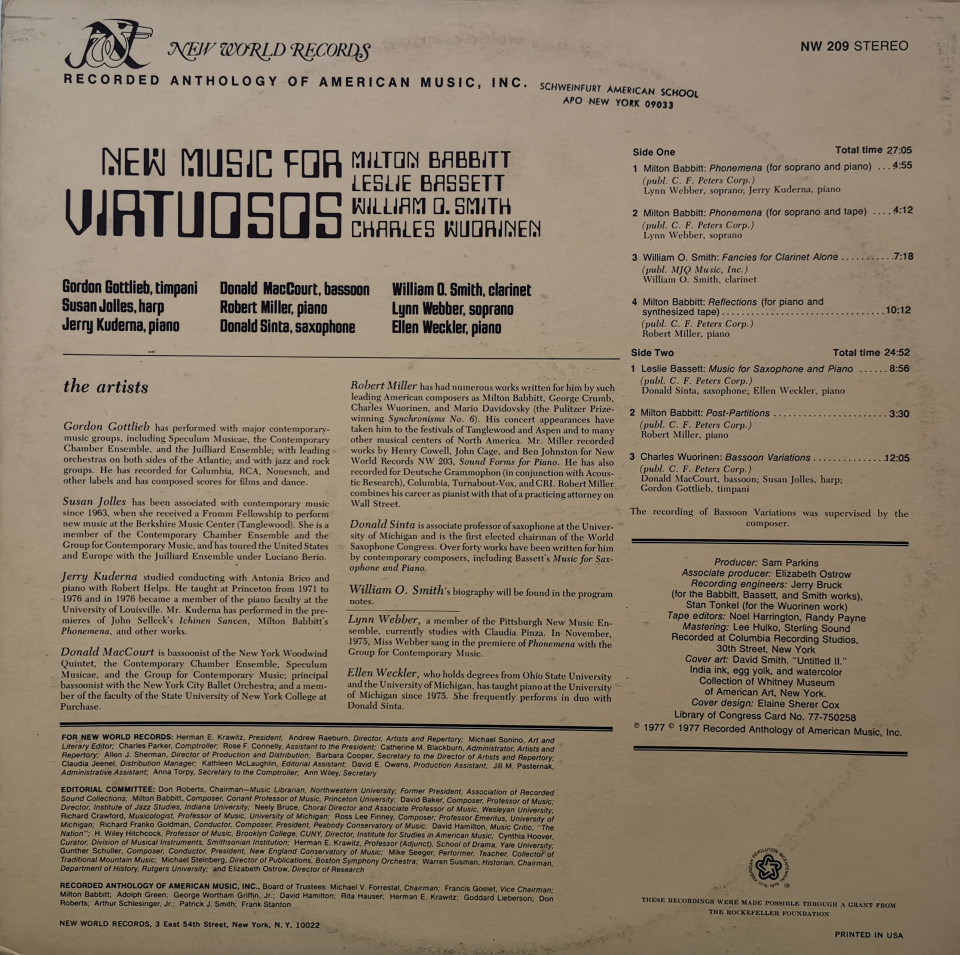 NEW WORLD RECORDS
NW 209 STEREO
RECORDED ANTHOLOGY OF AMERICAN MUSIC, INC.
SCHWEINFURT AMERICAN SCHOOL
APO NEW YORK 09033
NEW MUSIC FOR
VIRTUOSOS
MILTON BABBITT
LESLIE BASSETT
WILLIAM O. SMITH
CHARLES WUORINEN
Gordon Gottlieb, timpani
Susan Jolles, harp
Jerry Kuderna, piano
Donald MacCourt, bassoon
Robert Miller, piano
Donald Sinta, saxophone
William O. Smith, clarinet
Lynn Webber, soprano
Ellen Weckler, piano
the artists
Gordon Gottlieb has performed with major contemporary-
music groups, including Speculum Musicae, the Contemporary
Chamber Ensemble, and the Juilliard Ensemble; with leading
orchestras on both sides of the Atlantic; and with jazz and rock
groups. He has recorded for Columbia, RCA, Nonesuch, and
other labels and has composed scores for films and dance.
Susan Jolles has been associated with contemporary music
since 1963, when she received a Fromm Fellowship to perform
new music at the Berkshire Music Center (Tanglewood). She is a
member of the Contemporary Chamber Ensemble and the
Group for Contemporary Music, and has toured the United States
and Europe with the Juilliard Ensemble under Luciano Berio.
Jerry Kuderna studied conducting with Antonia Brico and
piano with Robert Helps. He taught at Princeton from 1971 to
1976 and in 1976 became a member of the piano faculty at the
University of Louisville. Mr. Kuderna has performed in the pre-
mieres of John Selleck's Ichinen Sanven, Milton Babbitt's
Phonemena, and other works.
Donald MacCourt is bassoonist of the New York Woodwind
Quintet, the Contemporary Chamber Ensemble, Speculum
Musicae, and the Group for Contemporary Music; principal
bassoonist with the New York City Ballet Orchestra; and a mem-
ber of the faculty of the State University of New York College at
Purchase.
Robert Miller has had numerous works written for him by such
leading American composers as Milton Babbitt, George Crumb,
Charles Wuorinen, and Mario Davidovsky (the Pulitzer Prize-
winning Synchronisms No. 6). His concert appearances have
taken him to the festivals of Tanglewood and Aspen and to many
other musical centers of North America. Mr. Miller recorded
works by Henry Cowell, John Cage, and Ben Johnston for New
World Records NW 203, Sound Forms for Piano. He has also
recorded for Deutsche Grammophon (in conjunction with Acous-
tic Research), Columbia, Turnabout-Vox, and CRI. Robert Miller
combines his career as pianist with that of a practicing attorney on
Wall Street.
Donald Sinta is associate professor of saxophone at the Univer-
sity of Michigan and is the first elected chairman of the World
Saxophone Congress. Over forty works have been written for him
by contemporary composers, including Bassett's Music for Sax-
ophone and Piano.
William O. Smith's biography will be found in the program
notes.
Lynn Webber, a member of the Pittsburgh New Music En-
semble, currently studies with Claudia Pinza. In November,
1975, Miss Webber sang in the premiere of Phonemena with the
Group for Contemporary Music.
Ellen Weckler, who holds degrees from Ohio State University
and the University of Michigan, has taught piano at the University
of Michigan since 1975. She frequently performs in duo with
Donald Sinta.
Side One Total time 27:05
1 Milton Babbitt: Phonemena (for soprano and piano) ...4:55
(publ. C. F. Peters Corp.)
Lynn Webber, soprano; Jerry Kuderna, piano
2 Milton Babbitt: Phonemena (for soprano and tape) ....4:12
(publ. C. F. Peters Corp.)
Lynn Webber, soprano
3 William O. Smith: Fancies for Clarinet Alone ..........7:18
(publ. MJQ Music, Inc.)
William O. Smith, clarinet
4 Milton Babbitt: Reflections (for piano and
synthesized tape)..............................10:12
(publ. C. F. Peters Corp.)
Robert Miller, piano
Side Two Total time 24:52
1 Leslie Bassett: Music for Saxophone and Piano ......8:56
(publ. C. F. Peters Corp.)
Donald Sinta, saxophone; Ellen Weckler, piano
2 Milton Babbitt: Post-Partitions .....................3:30
(publ. C. F. Peters Corp.)
Robert Miller, piano
3 Charles Wuorinen: Bassoon Variations .............12:05
(publ. C. F. Peters Corp.)
Donald MacCourt, bassoon; Susan Jolles, harp;
Gordon Gottlieb, timpani
The recording of Bassoon Variations was supervised by the
composer.
Producer: Sam Parkins
Associate producer: Elizabeth Ostrow
Recording engineers: Jerry Bruck
(for the Babbitt, Bassett, and Smith works),
Stan Tonkel (for the Wuorinen work)
Tape editors: Noel Harrington, Randy Payne
Mastering: Lee Hulko, Sterling Sound
Recorded at Columbia Recording Studios,
30th Street, New York
Cover art: David Smith. "Untitled II."
India ink, egg yolk, and watercolor
Collection of Whitney Museum
of American Art, New York.
Cover design: Elaine Sherer Cox
Library of Congress Card No. 77-750258
℗ 1977 © 1977 Recorded Anthology of American Music, Inc.
FOR NEW WORLD RECORDS: Herman E. Krawitz, President; Andrew Raeburn, Director, Artists and Repertory; Michael Sonino, Art and
Literary Editor; Charles Parker, Comptroller; Rose F. Connelly, Assistant to the President; Catherine M. Blackburn, Administrator, Artists and
Repertory; Allen J. Sherman, Director of Production and Distribution; Barbara Cooper, Secretary to the Director of Artists and Repertory;
Claudia Jeenel, Distribution Manager; Kathleen McLaughlin, Editorial Assistant; David E. Owens, Production Assistant; Jill M. Pasternak,
Administrative Assistant; Anna Torpy, Secretary to the Comptroller; Ann Wiley, Secretary
EDITORIAL COMMITTEE: Don Roberts, Chairman—Music Librarian, Northwestern University; Former President, Association of Recorded
Sound Collections; Milton Babbitt, Composer, Conant Professor of Music, Princeton University; David Baker, Composer, Professor of Music;
Director, Institute of Jazz Studies, Indiana University; Neely Bruce, Choral Director and Associate Professor of Music, Wesleyan University;
Richard Crawford, Musicologist, Professor of Music, University of Michigan; Ross Lee Finney, Composer; Professor Emeritus, University of
Michigan; Richard Franko Goldman, Conductor, Composer, President, Peabody Conservatory of Music; David Hamilton, Music Critic, "The
Nation"; H. Wiley Hitchcock, Professor of Music, Brooklyn College, CUNY, Director, Institute for Studies in American Music; Cynthia Hoover,
Curator, Division of Musical Instruments, Smithsonian Institution; Herman E. Krawitz, Professor (Adjunct), School of Drama, Yale University;
Gunther Schuller, Composer, Conductor, President, New England Conservatory of Music; Mike Seeger, Performer, Teacher, Collector of
Traditional Mountain Music; Michael Steinberg, Director of Publications, Boston Symphony Orchestra; Warren Susman, Historian, Chairman,
Department of History, Rutgers University; and Elizabeth Ostrow, Director of Research
RECORDED ANTHOLOGY OF AMERICAN MUSIC, INC., Board of Trustees: Michael V. Forrestal, Chairman; Francis Goelet, Vice Chairman;
Milton Babbitt; Adolph Green; George Wortham Griffin, Jr.; David Hamilton; Rita Hauser; Herman E. Krawitz; Goddard Lieberson; Don
Roberts; Arthur Schlesinger, Jr.; Patrick J. Smith; Frank Stanton
NEW WORLD RECORDS, 3 East 54th Street, New York, N.Y. 10022
AMERICAN REVOLUTION BICENTENNIAL
1776-1976
THESE RECORDINGS WERE MADE POSSIBLE THROUGH A GRANT FROM
THE ROCKEFELLER FOUNDATION
PRINTED IN USA